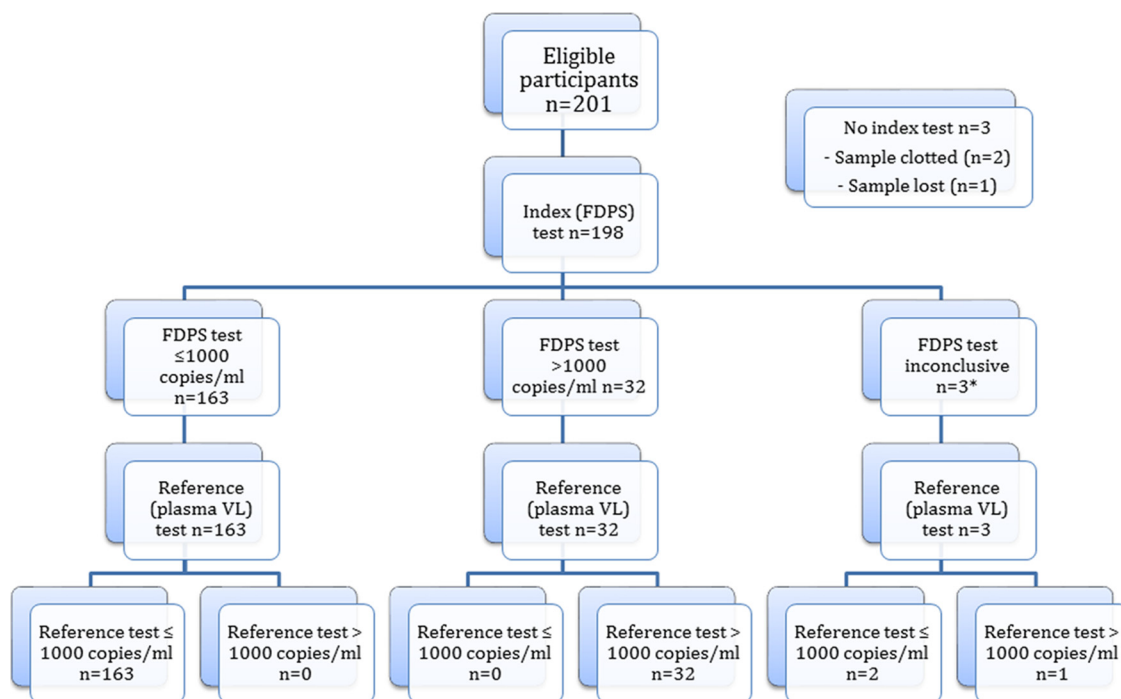 Eligible
participants
n=201
No index test n=3
- Sample clotted (n=2)
- Sample lost (n=1)
Index (FDPS)
test n=198
FDPS test
≤1000
copies/ml
n=163
FDPS test
>1000
copies/ml n=32
FDPS test
inconclusive
n=3*
Reference
(plasma VL)
test n=163
Reference
(plasma VL)
test n=32
Reference
(plasma VL)
test n=3
Reference test ≤
1000 copies/ml
n=163
Reference test >
1000 copies/ml
n=0
Reference test ≤
1000 copies/ml
n=0
Reference test >
1000 copies/ml
n=32
Reference test ≤
1000 copies/ml
n=2
Reference test >
1000 copies/ml
n=1